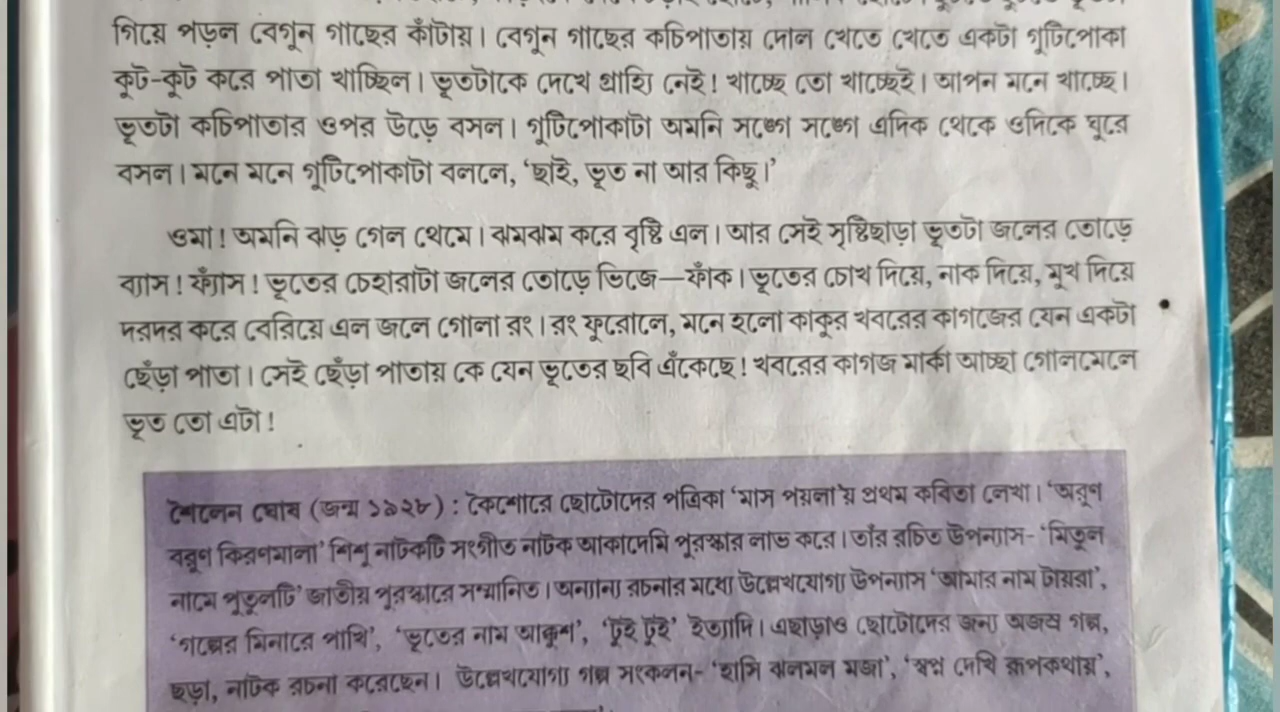 গিয়ে পড়ল বেগুন গাছের কাঁটায়। বেগুন গাছের কচিপাতায় দোল খেতে খেতে একটা গুটিপোকা
কুট-কুট করে পাতা খাচ্ছিল। ভূতটাকে দেখে গ্রাহ্যি নেই! খাচ্ছে তো খাচ্ছেই। আপন মনে খাচ্ছে।
ভূতটা কচিপাতার ওপর উড়ে বসল। গুটিপোকাটা অমনি সঙ্গে সঙ্গে এদিক থেকে ওদিকে ঘুরে
বসল। মনে মনে গুটিপোকাটা বললে, ‘ছাই, ভূত না আর কিছু।’
ওমা! অমনি ঝড় গেল থেমে। ঝমঝম করে বৃষ্টি এল। আর সেই সৃষ্টিছাড়া ভূতটা জলের তোড়ে
ব্যাস! ফ্যাঁস! ভূতের চেহারাটা জলের তোড়ে ভিজে—ফাঁক। ভূতের চোখ দিয়ে, নাক দিয়ে, মুখ দিয়ে
দরদর করে বেরিয়ে এল জলে গোলা রং। রং ফুরোলে, মনে হলো কাকুর খবরের কাগজের যেন একটা
ছেঁড়া পাতা। সেই ছেঁড়া পাতায় কে যেন ভূতের ছবি এঁকেছে! খবরের কাগজ মার্কা আচ্ছা গোলমেলে
ভূত তো এটা!
শৈলেন ঘোষ (জন্ম ১৯২৮) : কৈশোরে ছোটোদের পত্রিকা ‘মাস পয়লা’য় প্রথম কবিতা লেখা। ‘অরুণ
বরুণ কিরণমালা’ শিশু নাটকটি সংগীত নাটক আকাদেমি পুরস্কার লাভ করে। তাঁর রচিত উপন্যাস- ‘মিতুল
নামে পুতুলটি’ জাতীয় পুরস্কারে সম্মানিত। অন্যান্য রচনার মধ্যে উল্লেখযোগ্য উপন্যাস ‘আমার নাম টায়রা’,
‘গল্পের মিনারে পাখি’, ‘ভূতের নাম আক্কুশ’, ‘টুই টুই’ ইত্যাদি। এছাড়াও ছোটোদের জন্য অজস্র গল্প,
ছড়া, নাটক রচনা করেছেন। উল্লেখযোগ্য গল্প সংকলন- ‘হাসি ঝলমল মজা’, ‘স্বপ্ন দেখি রূপকথায়’,